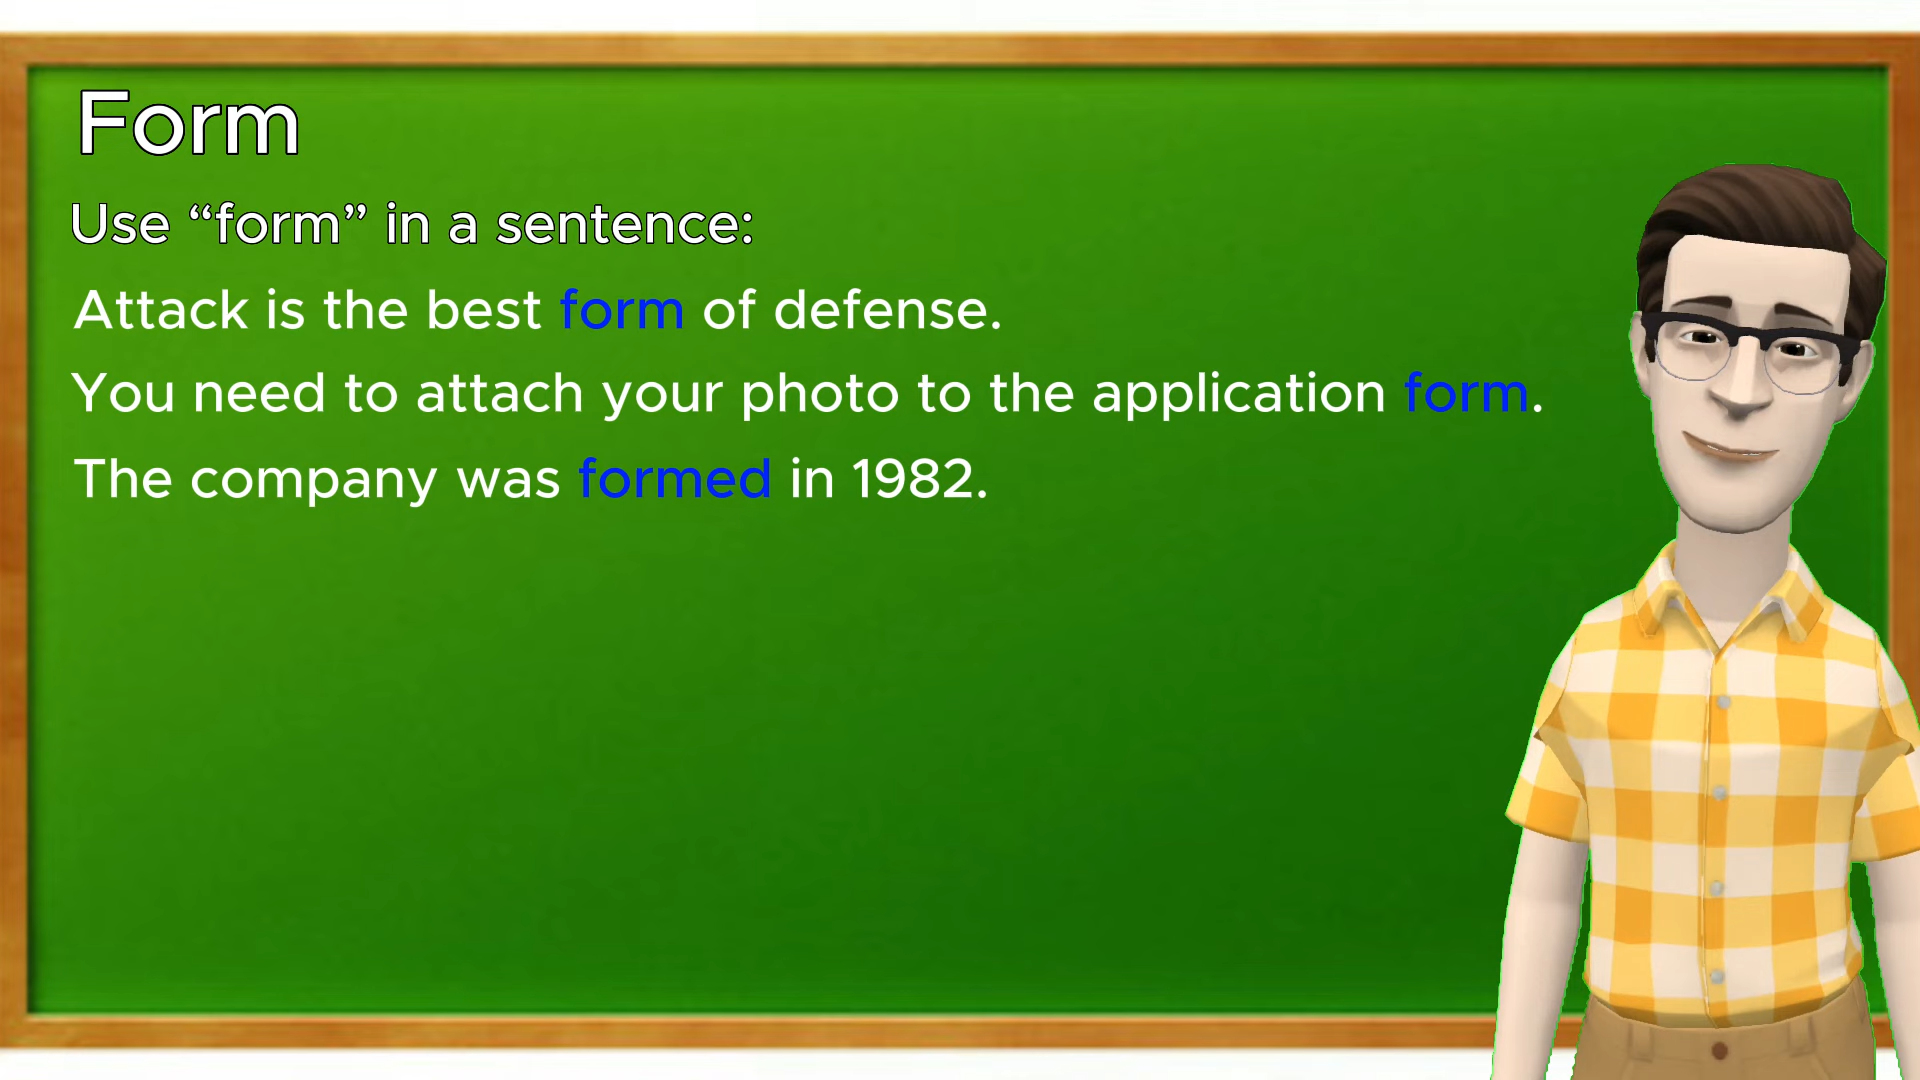 Form
Use “form” in a sentence:
Attack is the best form of defense.
You need to attach your photo to the application form.
The company was formed in 1982.